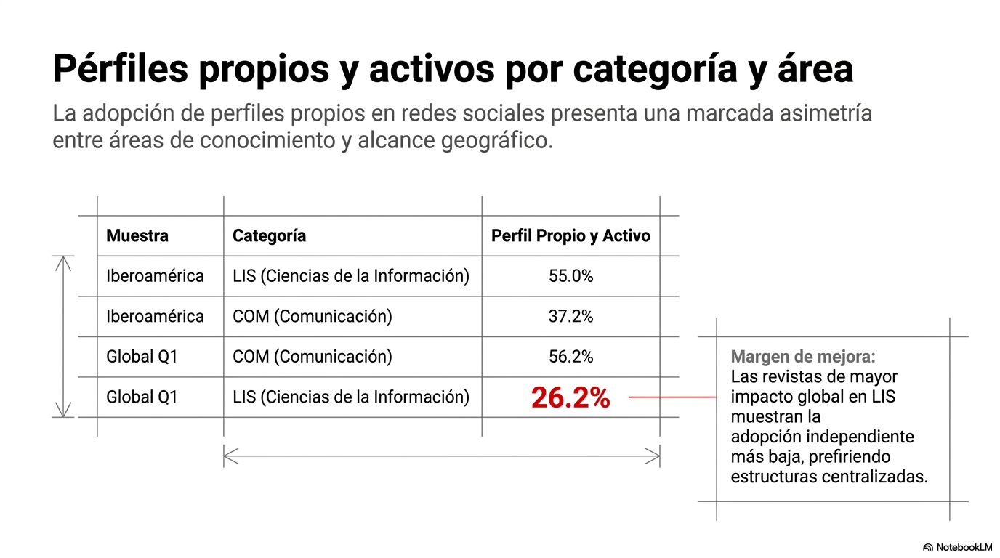 Pérfiles propios y activos por categoría y área
La adopción de perfiles propios en redes sociales presenta una marcada asimetría
entre áreas de conocimiento y alcance geográfico.
Muestra Categoría Perfil Propio y Activo
Iberoamérica LIS (Ciencias de la Información) 55.0%
Iberoamérica COM (Comunicación) 37.2%
Global Q1 COM (Comunicación) 56.2%
Global Q1 LIS (Ciencias de la Información) 26.2%
Margen de mejora:
Las revistas de mayor
impacto global en LIS
muestran la
adopción independiente
más baja, prefiriendo
estructuras centralizadas.
NotebookLM